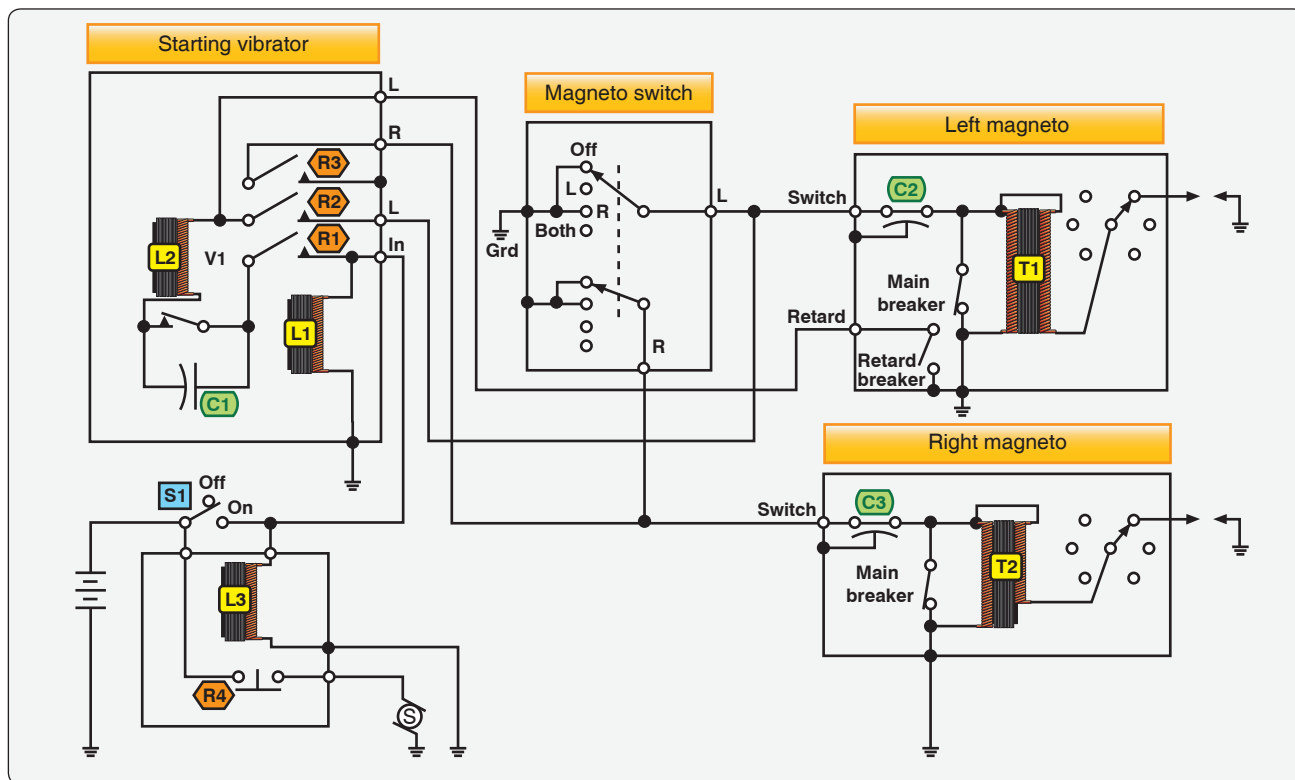 Starting vibrator
L
R
R3
R2
L
R1
In
L2
V1
L1
C1
Magneto switch
Off
L
R
Both
Grd
L
R
Left magneto
Switch
C2
Main
breaker
T1
Retard
Retard
breaker
Right magneto
Switch
C3
Main
breaker
T2
S1
Off
On
L3
R4
S